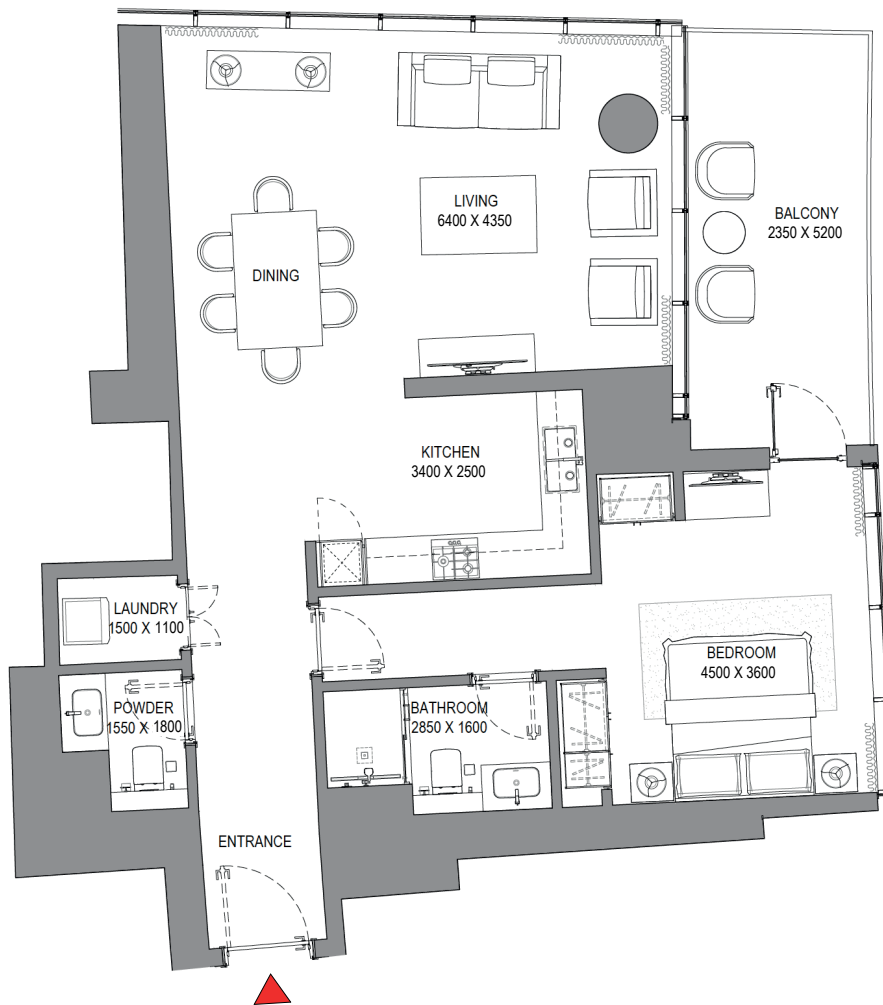 LIVING
6400 X 4350
BALCONY
2350 X 5200
DINING
KITCHEN
3400 X 2500
LAUNDRY
1500 X 1100
BEDROOM
4500 X 3600
POWDER
1550 X 1800
BATHROOM
2850 X 1600
ENTRANCE